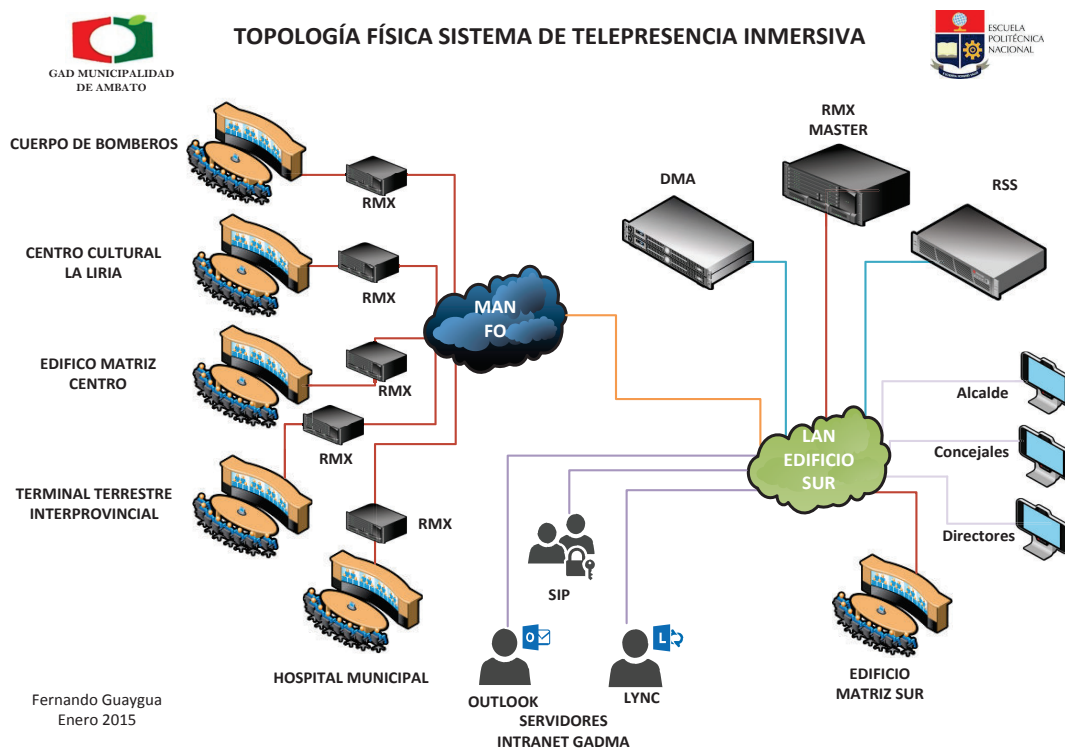 TOPOLOGÍA FÍSICA SISTEMA DE TELEPRESENCIA INMERSIVA
GAD MUNICIPALIDAD
DE AMBATO
ESCUELA
POLITÉCNICA
NACIONAL
CUERPO DE BOMBEROS
RMX
CENTRO CULTURAL
LA LIRIA
RMX
EDIFICO MATRIZ
CENTRO
RMX
TERMINAL TERRESTRE
INTERPROVINCIAL
RMX
RMX
HOSPITAL MUNICIPAL
MAN
FO
DMA
RMX
MASTER
RSS
LAN
EDIFICIO
SUR
Alcalde
Concejales
Directores
SIP
O
OUTLOOK
L
LYNC
SERVIDORES
INTRANET GADMA
EDIFICIO
MATRIZ SUR
Fernando Guaygua
Enero 2015